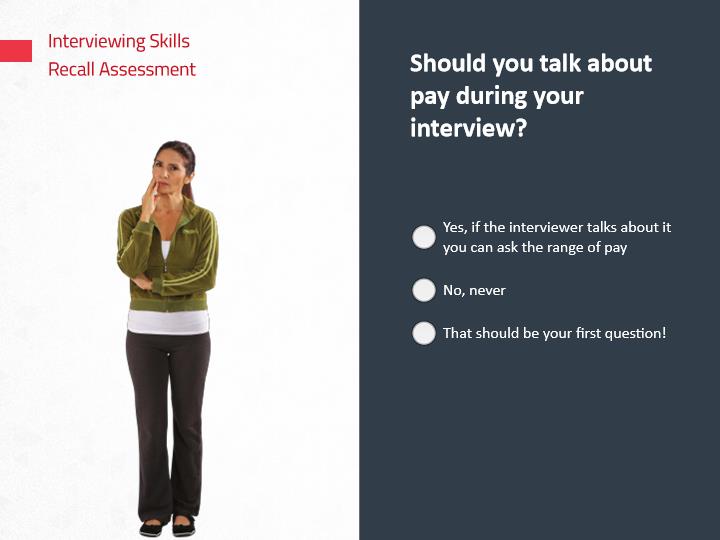 Interviewing Skills
Recall Assessment
Should you talk about
pay during your
interview?
Yes, if the interviewer talks about it
you can ask the range of pay
No, never
That should be your first question!